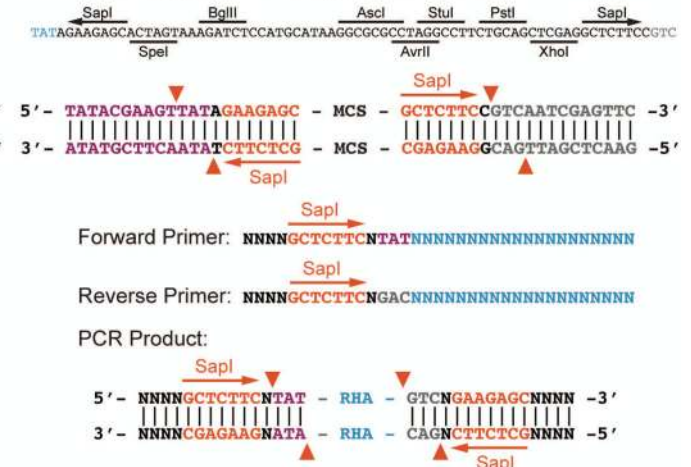 SapI BglII AscI StuI PstI SapI
TATAGAAGAGCACTAGTAAAGATCTCCATGCATAAGGCGCGCCTAGGCCTTCTGCAGCTCGAGGCTCTTCCGTC
SpeI AvrII XhoI
SapI
5′- TATACGAAGTTATAGAAGAGC - MCS - GCTCTTCCGTCAATCGAGTTC -3′
3′- ATATGCTTCAATATCTTCTCG - MCS - CGAGAAGGCAGTTAGCTCAAG -5′
SapI
SapI
Forward Primer: NNNNGCTCTTCNTATNNNNNNNNNNNNNNNNNNNN
SapI
Reverse Primer: NNNNGCTCTTCNGACNNNNNNNNNNNNNNNNNNNN
PCR Product:
SapI
5′- NNNNGCTCTTCNTAT - RHA - GTCNGAAGAGCNNNN -3′
3′- NNNNCGAGAAGNATA - RHA - CAGNCTTCTCGNNNN -5′
SapI